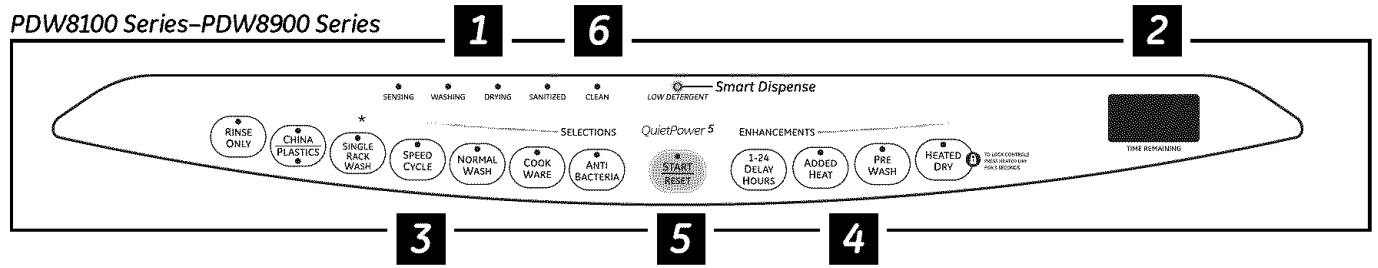 PDW8100 Series–PDW8900 Series
1
6
2
SENSING WASHING DRYING SANITIZED CLEAN LOW DETERGENT Smart Dispense
*
SELECTIONS QuietPower 5 ENHANCEMENTS
TIME REMAINING
RINSE
ONLY
CHINA
PLASTICS
SINGLE
RACK
WASH
SPEED
CYCLE
NORMAL
WASH
COOK
WARE
ANTI
BACTERIA
START
RESET
1-24
DELAY
HOURS
ADDED
HEAT
PRE
WASH
HEATED
DRY
TO LOCK CONTROLS
PRESS HEATED DRY
FOR 3 SECONDS
3
5
4